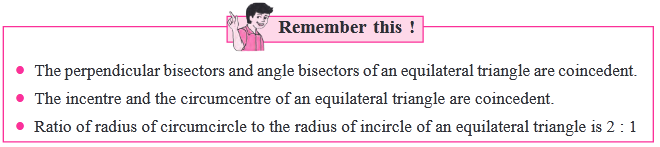 Remember this !
The perpendicular bisectors and angle bisectors of an equilateral triangle are coincedent.
The incentre and the circumcentre of an equilateral triangle are coincedent.
Ratio of radius of circumcircle to the radius of incircle of an equilateral triangle is 2 : 1